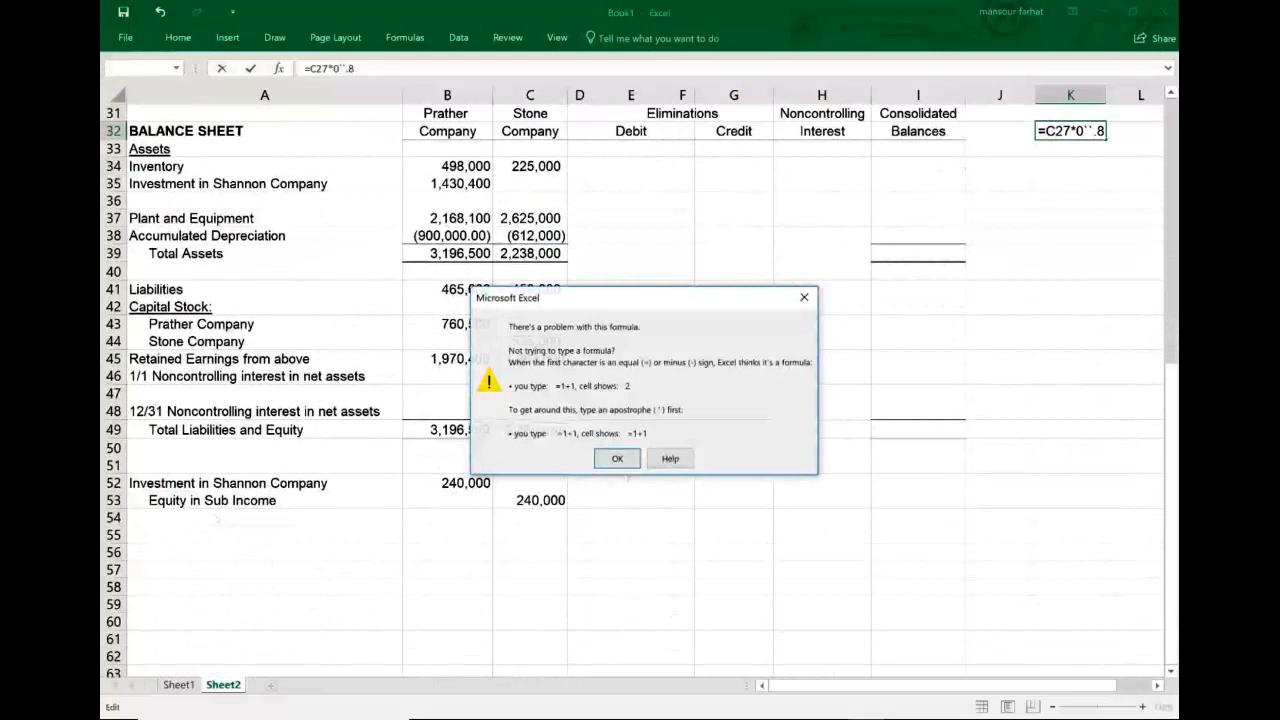 Book1 - Excel
mansour farhat
File Home Insert Draw Page Layout Formulas Data Review View Tell me what you want to do Share
fx =C27*0``.8
A B C D E F G H I J K L
31 Prather Stone Eliminations Noncontrolling Consolidated
32 BALANCE SHEET Company Company Debit Credit Interest Balances =C27*0``.8
33 Assets
34 Inventory 498,000 225,000
35 Investment in Shannon Company 1,430,400
36
37 Plant and Equipment 2,168,100 2,625,000
38 Accumulated Depreciation (900,000.00) (612,000)
39 Total Assets 3,196,500 2,238,000
40
41 Liabilities 465,
42 Capital Stock:
43 Prather Company 760,
44 Stone Company
45 Retained Earnings from above 1,970,
46 1/1 Noncontrolling interest in net assets
47
48 12/31 Noncontrolling interest in net assets
49 Total Liabilities and Equity 3,196,
50
51
52 Investment in Shannon Company 240,000
53 Equity in Sub Income 240,000
54
55
56
57
58
59
60
61
62
63
Microsoft Excel
There's a problem with this formula.
Not trying to type a formula?
When the first character is an equal (=) or minus (-) sign, Excel thinks it's a formula:
• you type: =1+1, cell shows: 2
To get around this, type an apostrophe ( ' ) first:
• you type: '=1+1, cell shows: =1+1
OK Help
Sheet1 Sheet2
Edit